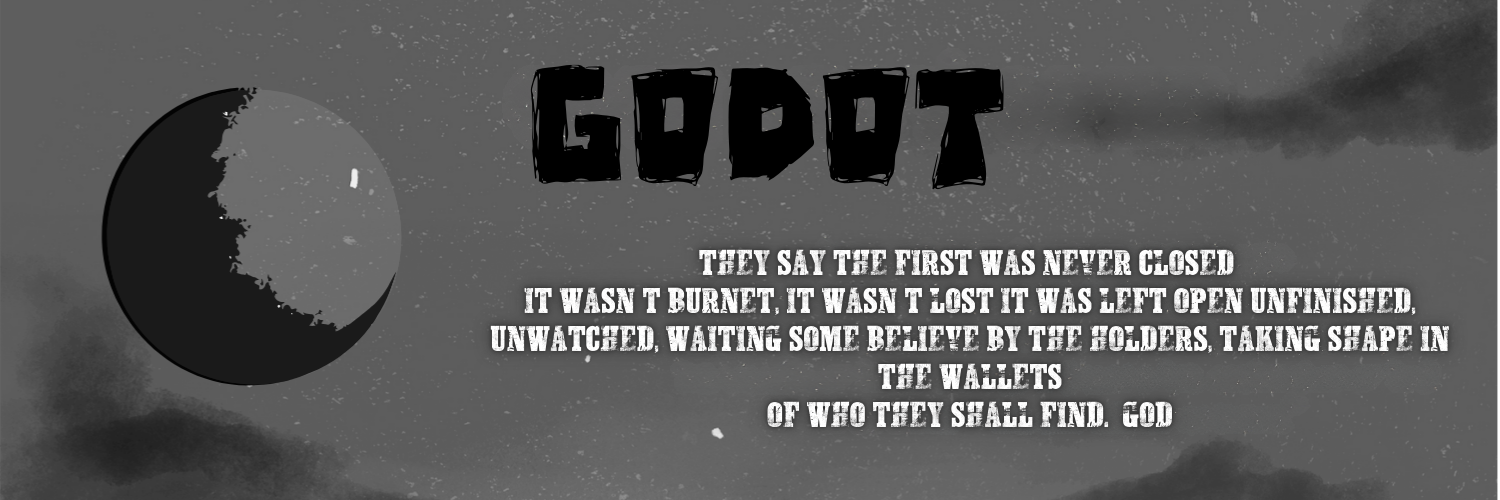 GODOT
THEY SAY THE FIRST WAS NEVER CLOSED
IT WASN T BURNET, IT WASN T LOST IT WAS LEFT OPEN UNFINISHED,
UNWATCHED, WAITING SOME BELIEVE BY THE HOLDERS, TAKING SHAPE IN
THE WALLETS
OF WHO THEY SHALL FIND. GOD